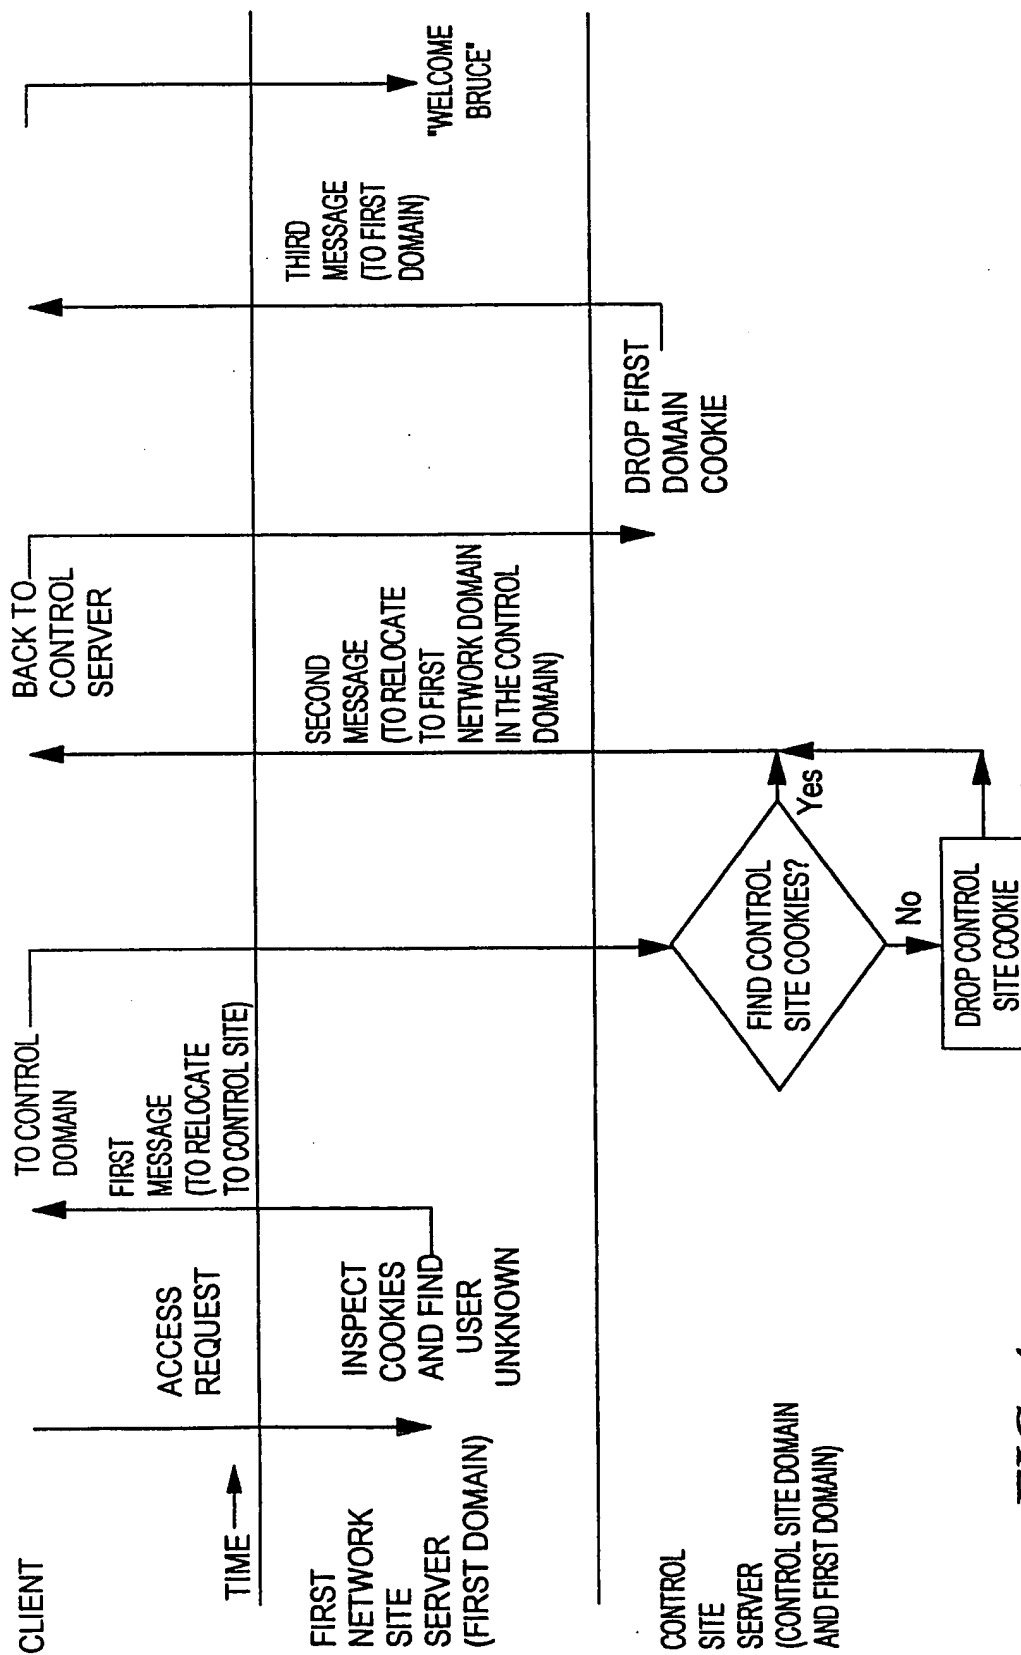 CLIENT
TIME
FIRST
NETWORK
SITE
SERVER
(FIRST DOMAIN)
CONTROL
SITE
SERVER
(CONTROL SITE DOMAIN
AND FIRST DOMAIN)
ACCESS
REQUEST
INSPECT
COOKIES
AND FIND
USER
UNKNOWN
FIRST
MESSAGE
(TO RELOCATE
TO CONTROL SITE)
TO CONTROL
DOMAIN
FIND CONTROL
SITE COOKIES?
Yes
No
DROP CONTROL
SITE COOKIE
SECOND
MESSAGE
(TO RELOCATE
TO FIRST
NETWORK DOMAIN
IN THE CONTROL
DOMAIN)
BACK TO
CONTROL
SERVER
DROP FIRST
DOMAIN
COOKIE
THIRD
MESSAGE
(TO FIRST
DOMAIN)
"WELCOME
BRUCE"